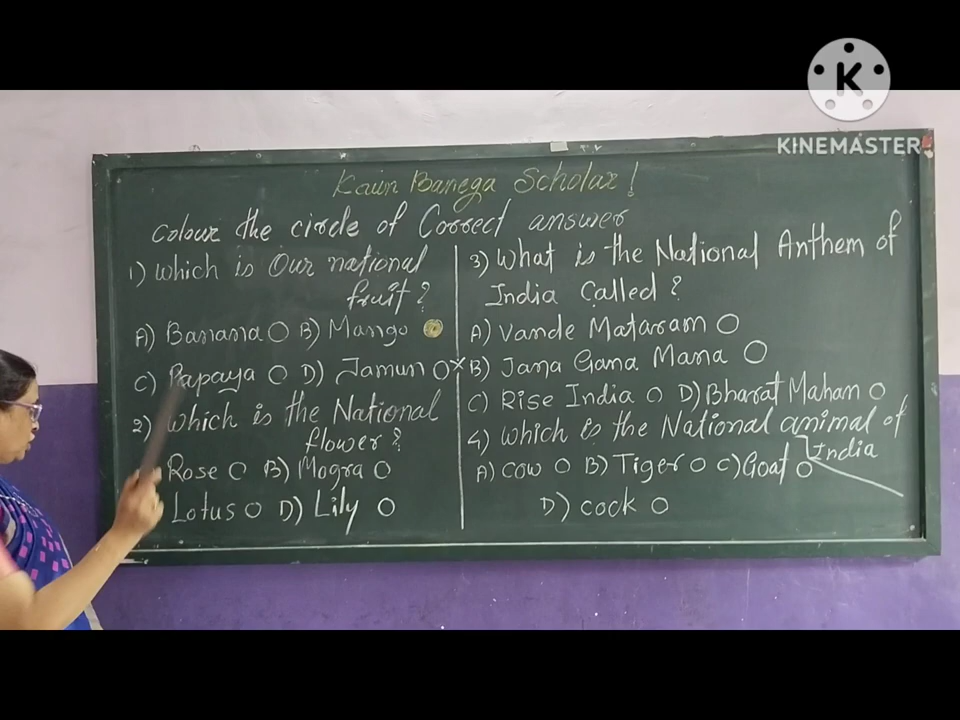 KINEMASTER
Kaun Banega Scholar!
Colour the circle of Correct answer
1) Which is Our national
fruit?
A) Banana B) Mango
C) Papaya D) Jamun
2) Which is the National
flower?
Rose B) Mogra
Lotus D) Lily
3) What is the National Anthem of
India Called?
A) Vande Mataram
B) Jana Gana Mana
C) Rise India D) Bharat Maham
4) Which is the National animal of
India
A) Cow B) Tiger C) Goat
D) Cock